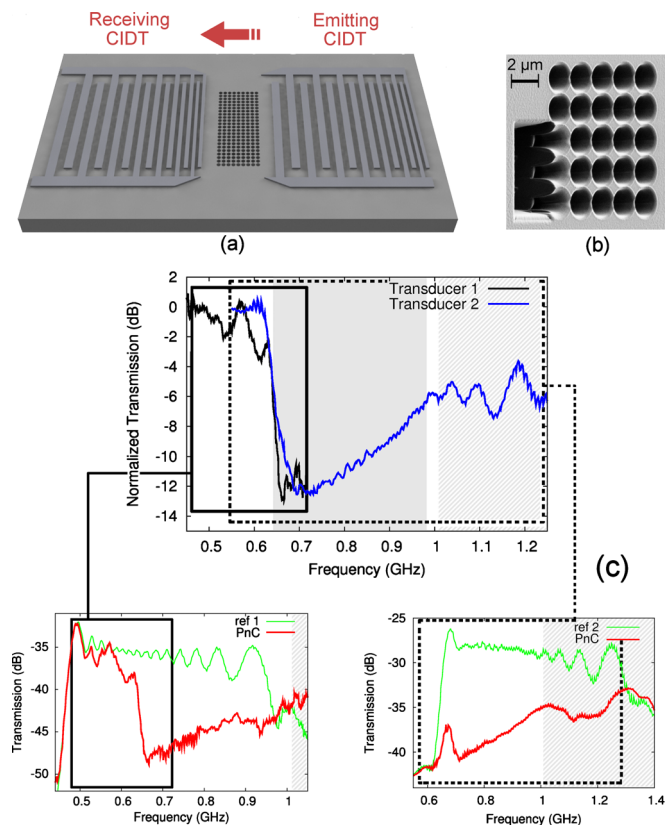 Receiving CIDT
Emitting CIDT
(a)
2 μm
(b)
2
0
-2
-4
-6
-8
-10
-12
-14
Normalized Transmission (dB)
Transducer 1
Transducer 2
0.5 0.6 0.7 0.8 0.9 1 1.1 1.2
Frequency (GHz)
(c)
-35
-40
-45
-50
Transmission (dB)
ref 1
PnC
0.5 0.6 0.7 0.8 0.9 1
Frequency (GHz)
-25
-30
-35
-40
Transmission (dB)
ref 2
PnC
0.6 0.8 1 1.2 1.4
Frequency (GHz)